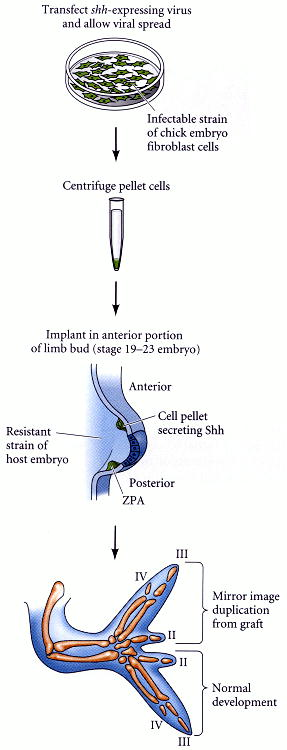 Transfect shh-expressing virus
and allow viral spread
Infectable strain
of chick embryo
fibroblast cells
Centrifuge pellet cells
Implant in anterior portion
of limb bud (stage 19–23 embryo)
Anterior
Cell pellet
secreting Shh
Resistant
strain of
host embryo
Posterior
ZPA
III
IV
Mirror image
duplication
from graft
II
II
Normal
development
IV
III